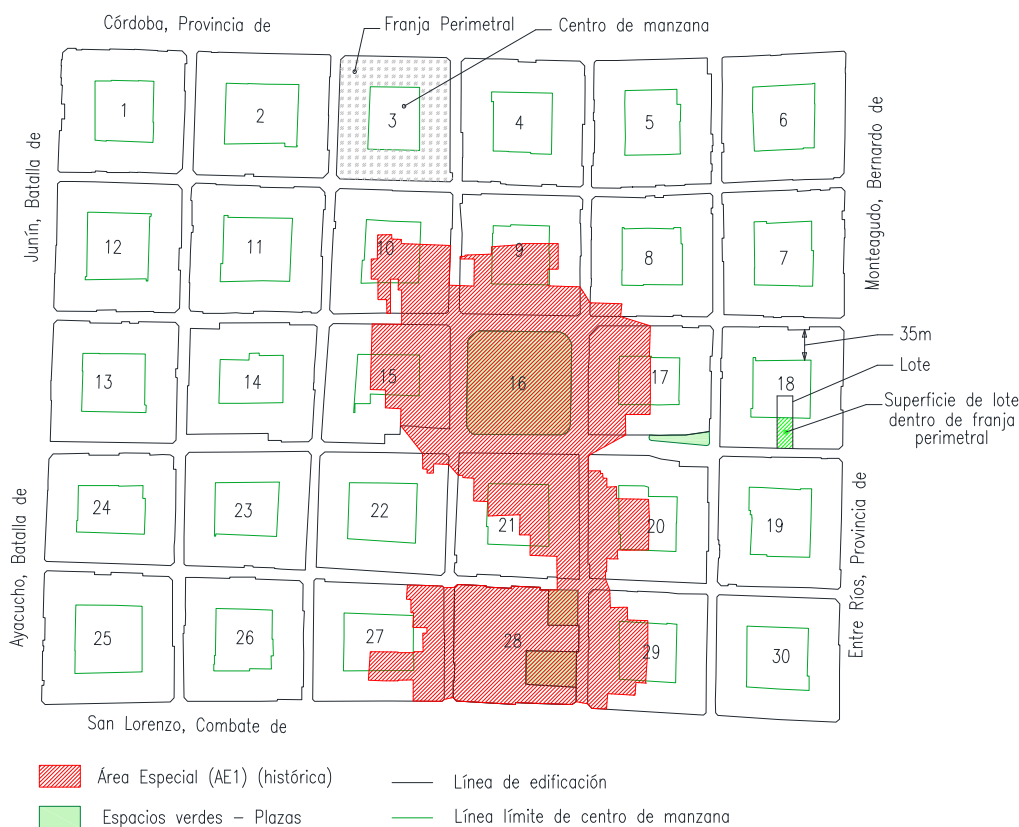 Córdoba, Provincia de
Franja Perimetral
Centro de manzana
Junín, Batalla de
Monteagudo, Bernardo de
1
2
3
4
5
6
12
11
10
9
8
7
13
14
15
16
17
18
35m
Lote
Superficie de lote
dentro de franja
perimetral
24
23
22
21
20
19
Ayacucho, Batalla de
Entre Ríos, Provincia de
25
26
27
28
29
30
San Lorenzo, Combate de
Área Especial (AE1) (histórica)
Línea de edificación
Espacios verdes – Plazas
Línea límite de centro de manzana